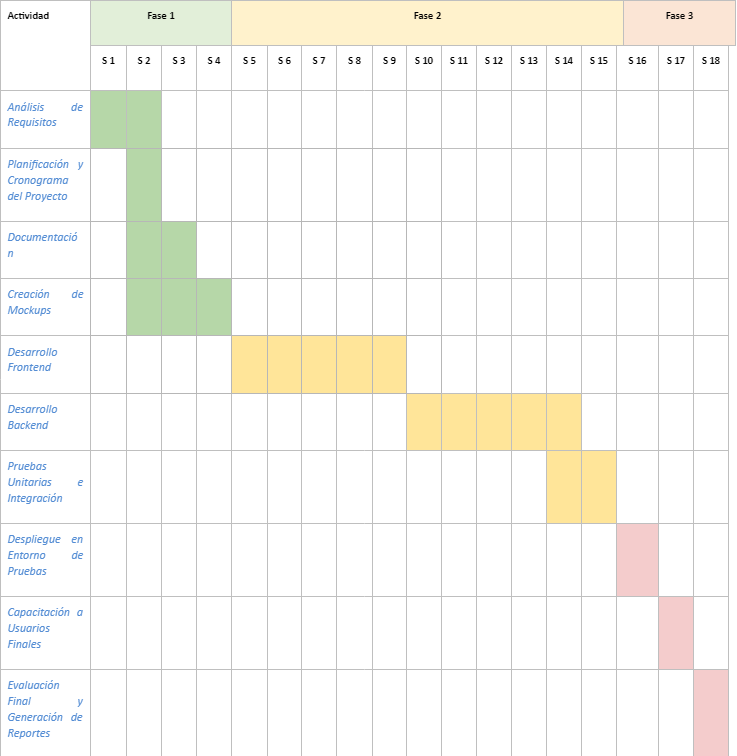 Actividad Fase 1 Fase 2 Fase 3
S 1 S 2 S 3 S 4 S 5 S 6 S 7 S 8 S 9 S 10 S 11 S 12 S 13 S 14 S 15 S 16 S 17 S 18
Análisis de
Requisitos
Planificación y
Cronograma
del Proyecto
Documentació
n
Creación de
Mockups
Desarrollo
Frontend
Desarrollo
Backend
Pruebas
Unitarias e
Integración
Despliegue en
Entorno de
Pruebas
Capacitación a
Usuarios
Finales
Evaluación
Final y
Generación de
Reportes